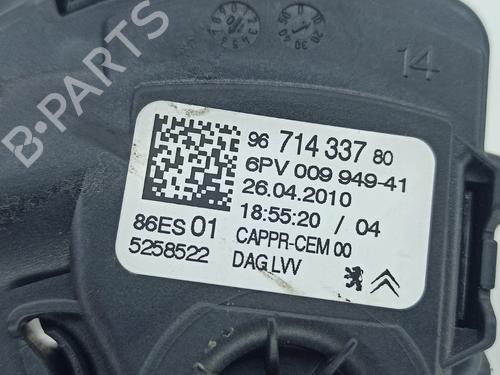 14
96 714 337 80
6PV 009 949-41
26.04.2010
18:55:20 / 04
86ES 01 CAPPR-CEM 00
5258522 DAG LVV